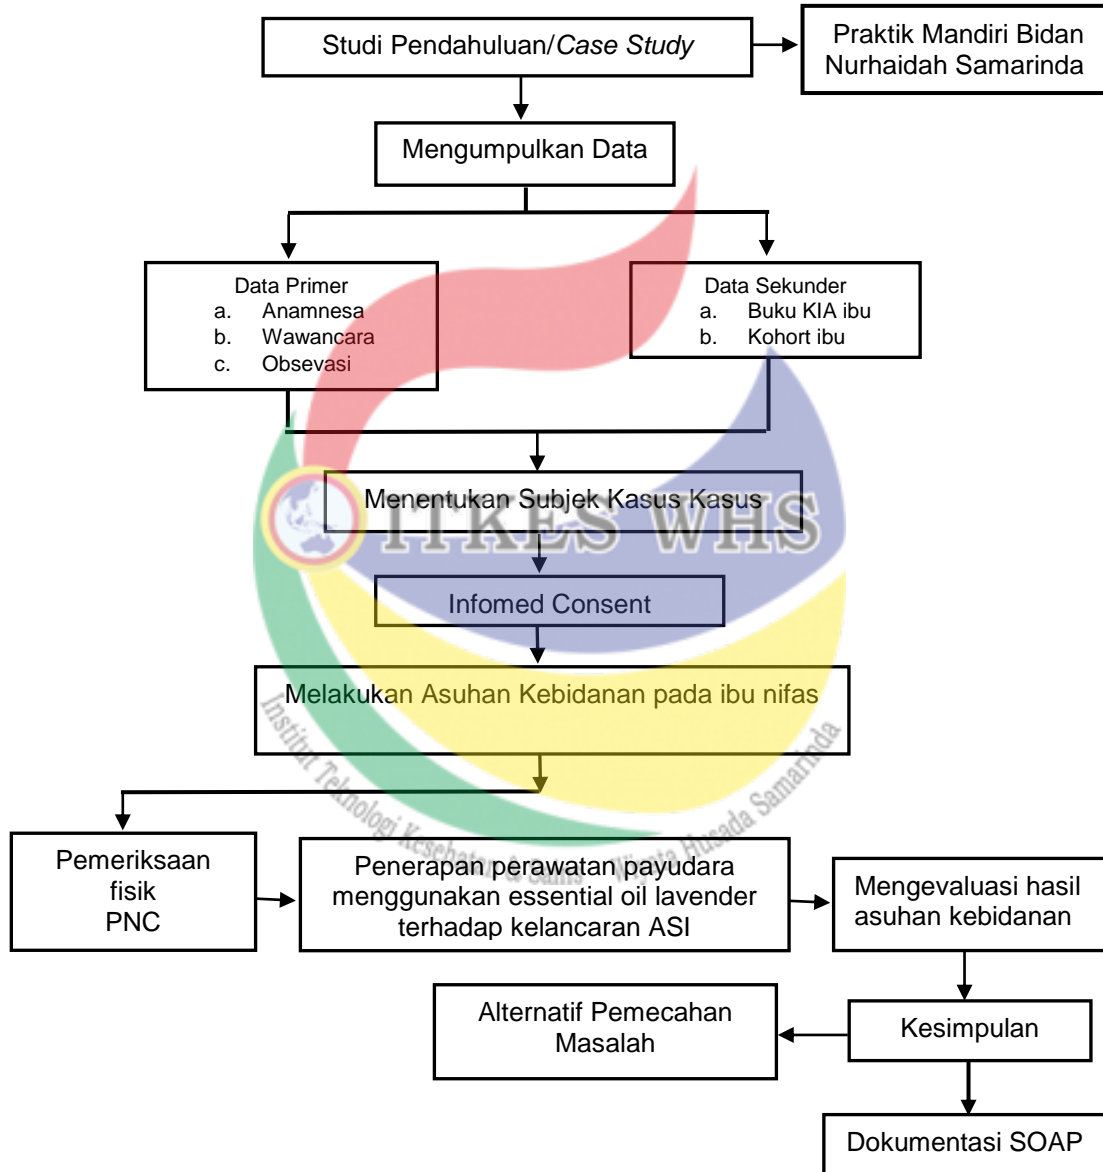 Studi Pendahuluan/Case Study
Praktik Mandiri Bidan
Nurhaidah Samarinda
Mengumpulkan Data
Data Primer
a. Anamnesa
b. Wawancara
c. Obsevasi
Data Sekunder
a. Buku KIA ibu
b. Kohort ibu
Menentukan Subjek Kasus Kasus
ITKES WHS
Infomed Consent
Melakukan Asuhan Kebidanan pada ibu nifas
Institut Teknologi Kesehatan & Sains Wiyata Husada Samarinda
Pemeriksaan
fisik
PNC
Penerapan perawatan payudara
menggunakan essential oil lavender
terhadap kelancaran ASI
Mengevaluasi hasil
asuhan kebidanan
Alternatif Pemecahan
Masalah
Kesimpulan
Dokumentasi SOAP